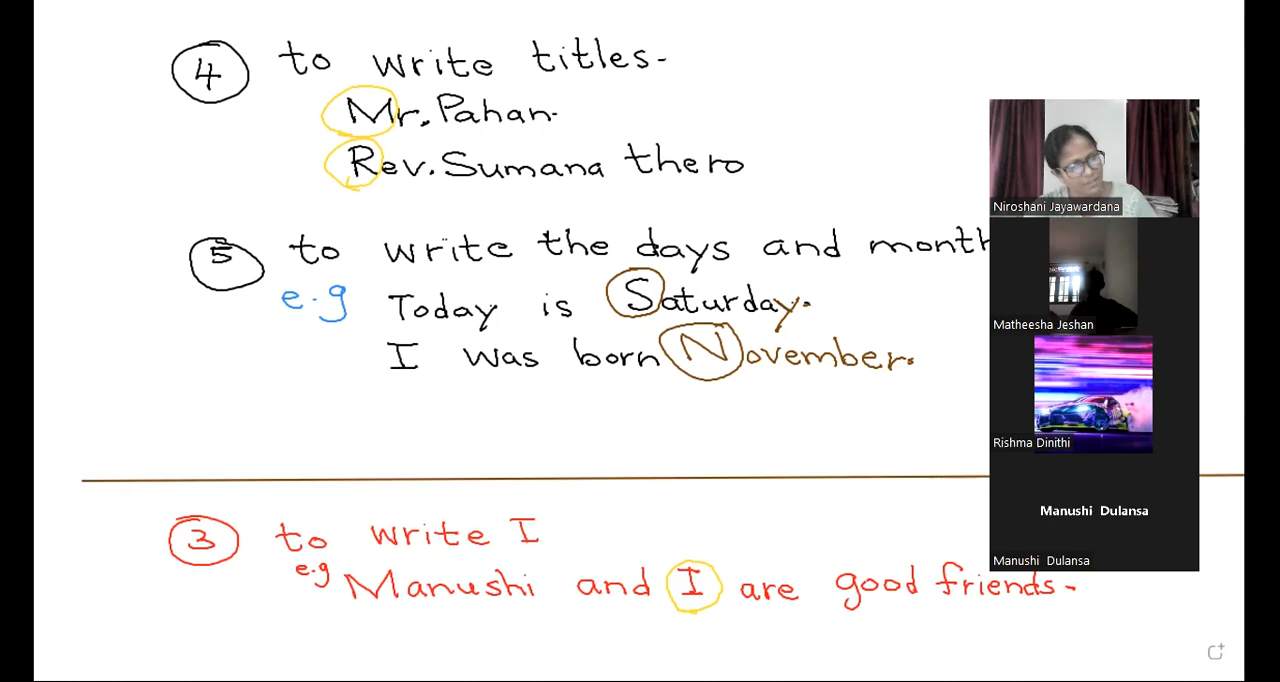 4 to write titles.
Mr. Pahan.
Rev. Sumana thero
5 to write the days and month
e.g Today is Saturday.
I was born November.
3 to write I
e.g Manushi and I are good friends.
Niroshani Jayawardana
Matheesha Jeshan
Rishma Dinithi
Manushi Dulansa
Manushi Dulansa